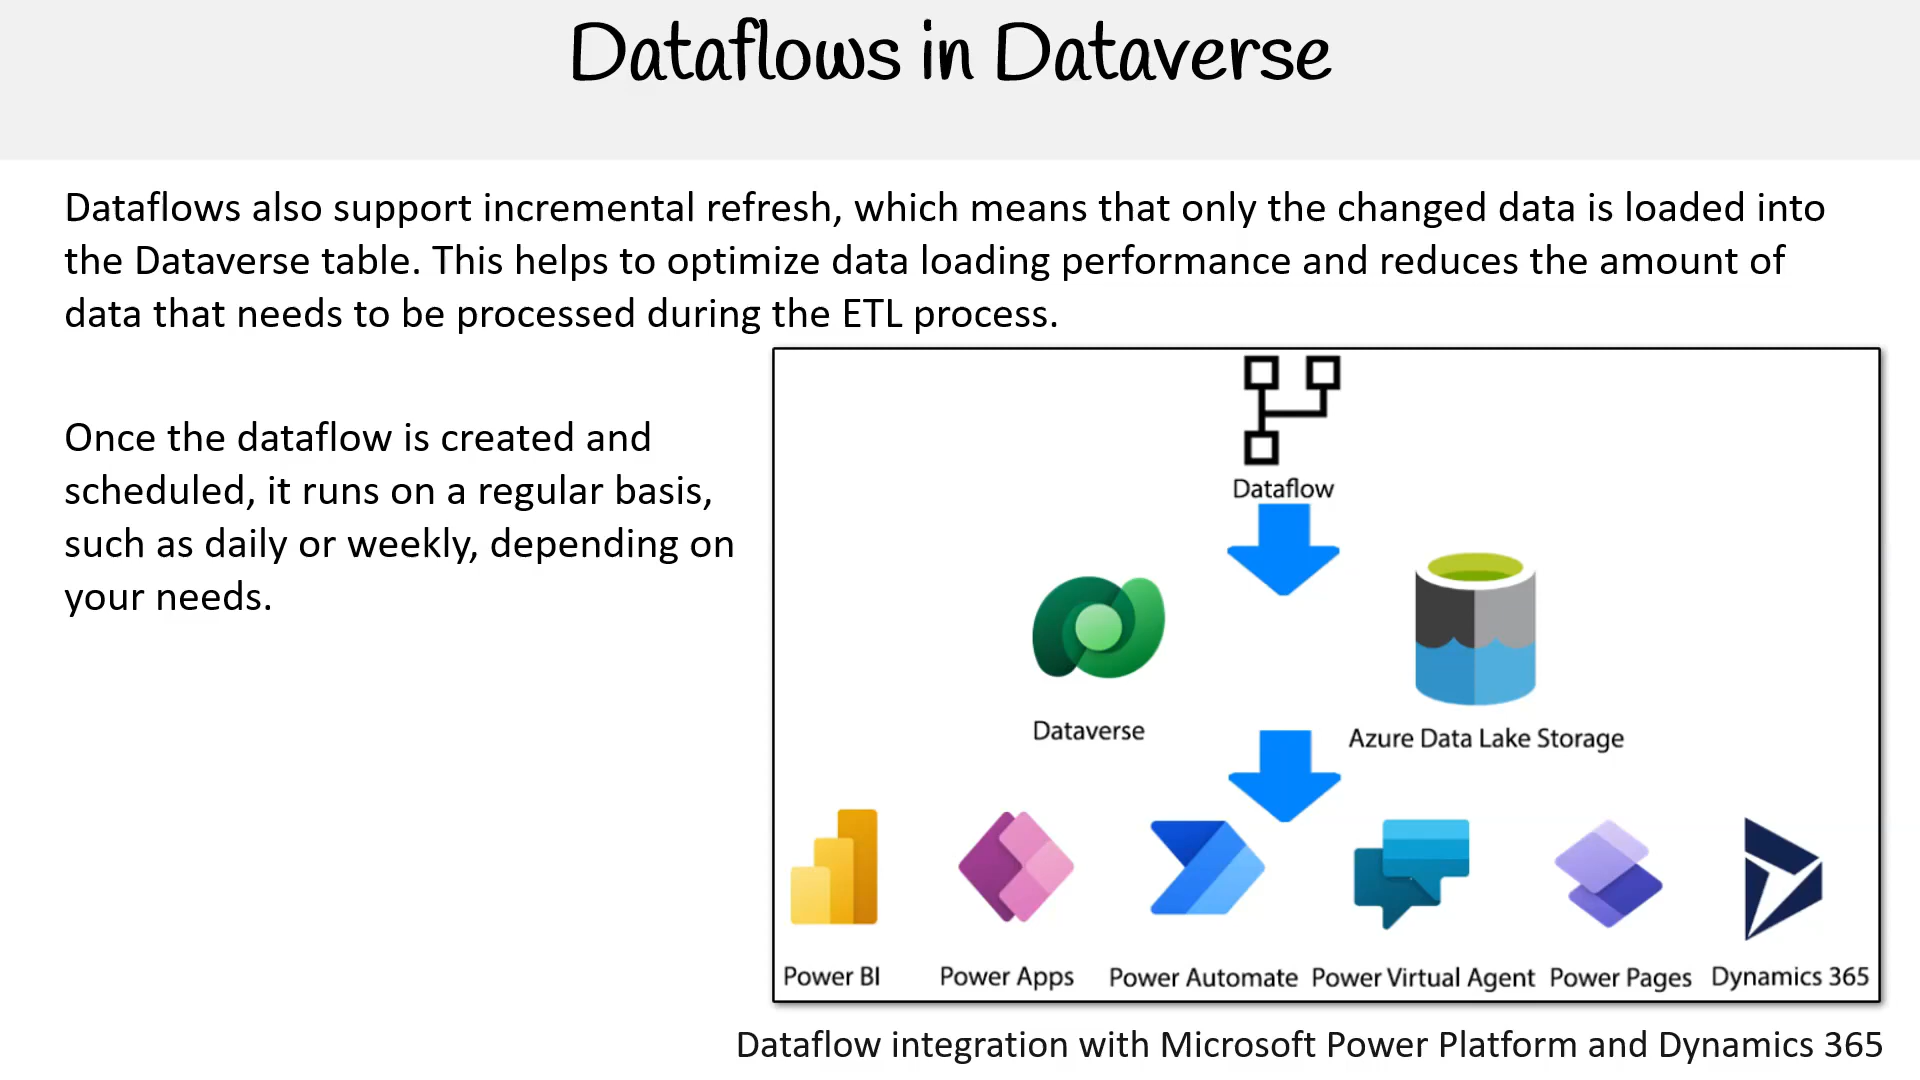 Dataflows in Dataverse
Dataflows also support incremental refresh, which means that only the changed data is loaded into
the Dataverse table. This helps to optimize data loading performance and reduces the amount of
data that needs to be processed during the ETL process.
Once the dataflow is created and
scheduled, it runs on a regular basis,
such as daily or weekly, depending on
your needs.
Dataflow
Dataverse
Azure Data Lake Storage
Power BI
Power Apps
Power Automate
Power Virtual Agent
Power Pages
Dynamics 365
Dataflow integration with Microsoft Power Platform and Dynamics 365